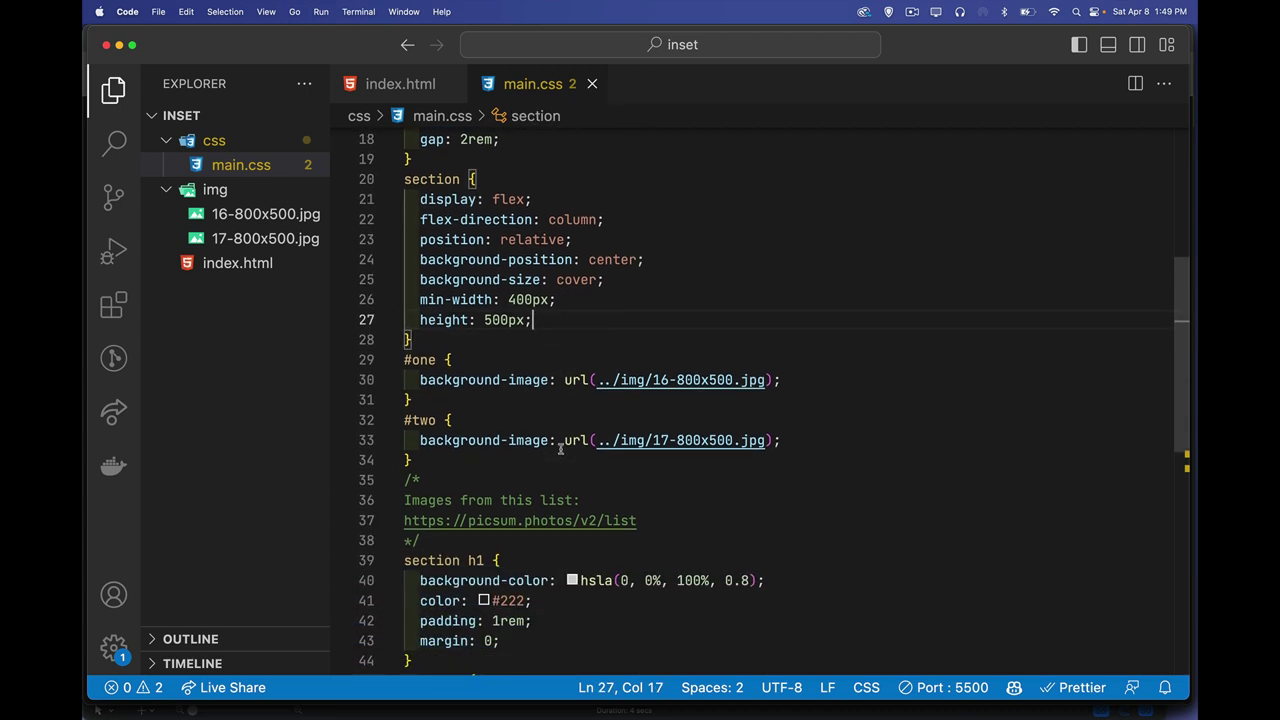 Code File Edit Selection View Go Run Terminal Window Help Sat Apr 8 1:49 PM
inset
EXPLORER
index.html main.css 2
INSET
css > main.css > section
css
main.css 2
img
16-800x500.jpg
17-800x500.jpg
index.html
18 gap: 2rem;
19 }
20 section {
21 display: flex;
22 flex-direction: column;
23 position: relative;
24 background-position: center;
25 background-size: cover;
26 min-width: 400px;
27 height: 500px;
28 }
29 #one {
30 background-image: url(../img/16-800x500.jpg);
31 }
32 #two {
33 background-image: url(../img/17-800x500.jpg);
34 }
35 /*
36 Images from this list:
37 https://picsum.photos/v2/list
38 */
39 section h1 {
40 background-color: hsla(0, 0%, 100%, 0.8);
41 color: #222;
42 padding: 1rem;
43 margin: 0;
44 }
OUTLINE
TIMELINE
1
0 2 Live Share Ln 27, Col 17 Spaces: 2 UTF-8 LF CSS Port : 5500 Prettier
Duration: 4 secs